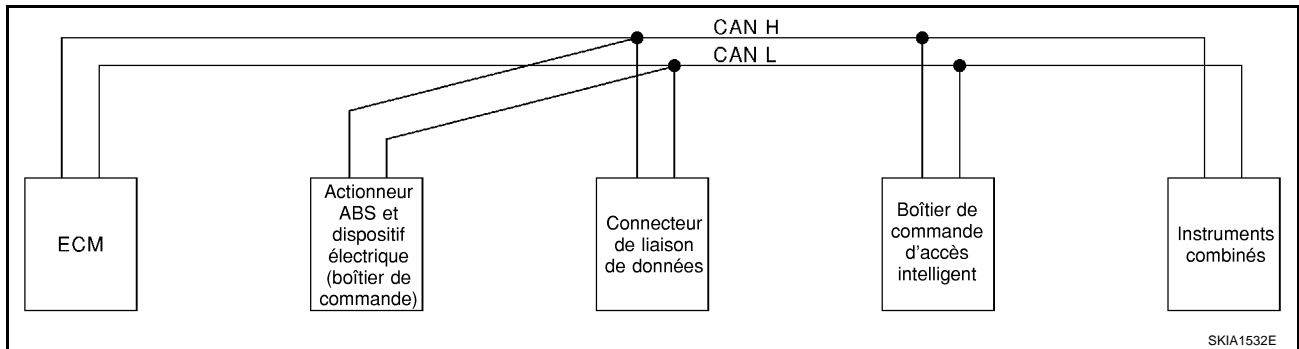 CAN H
CAN L
ECM
Actionneur
ABS et
dispositif
électrique
(boîtier de
commande)
Connecteur
de liaison
de données
Boîtier de
commande
d'accès
intelligent
Instruments
combinés
SKIA1532E